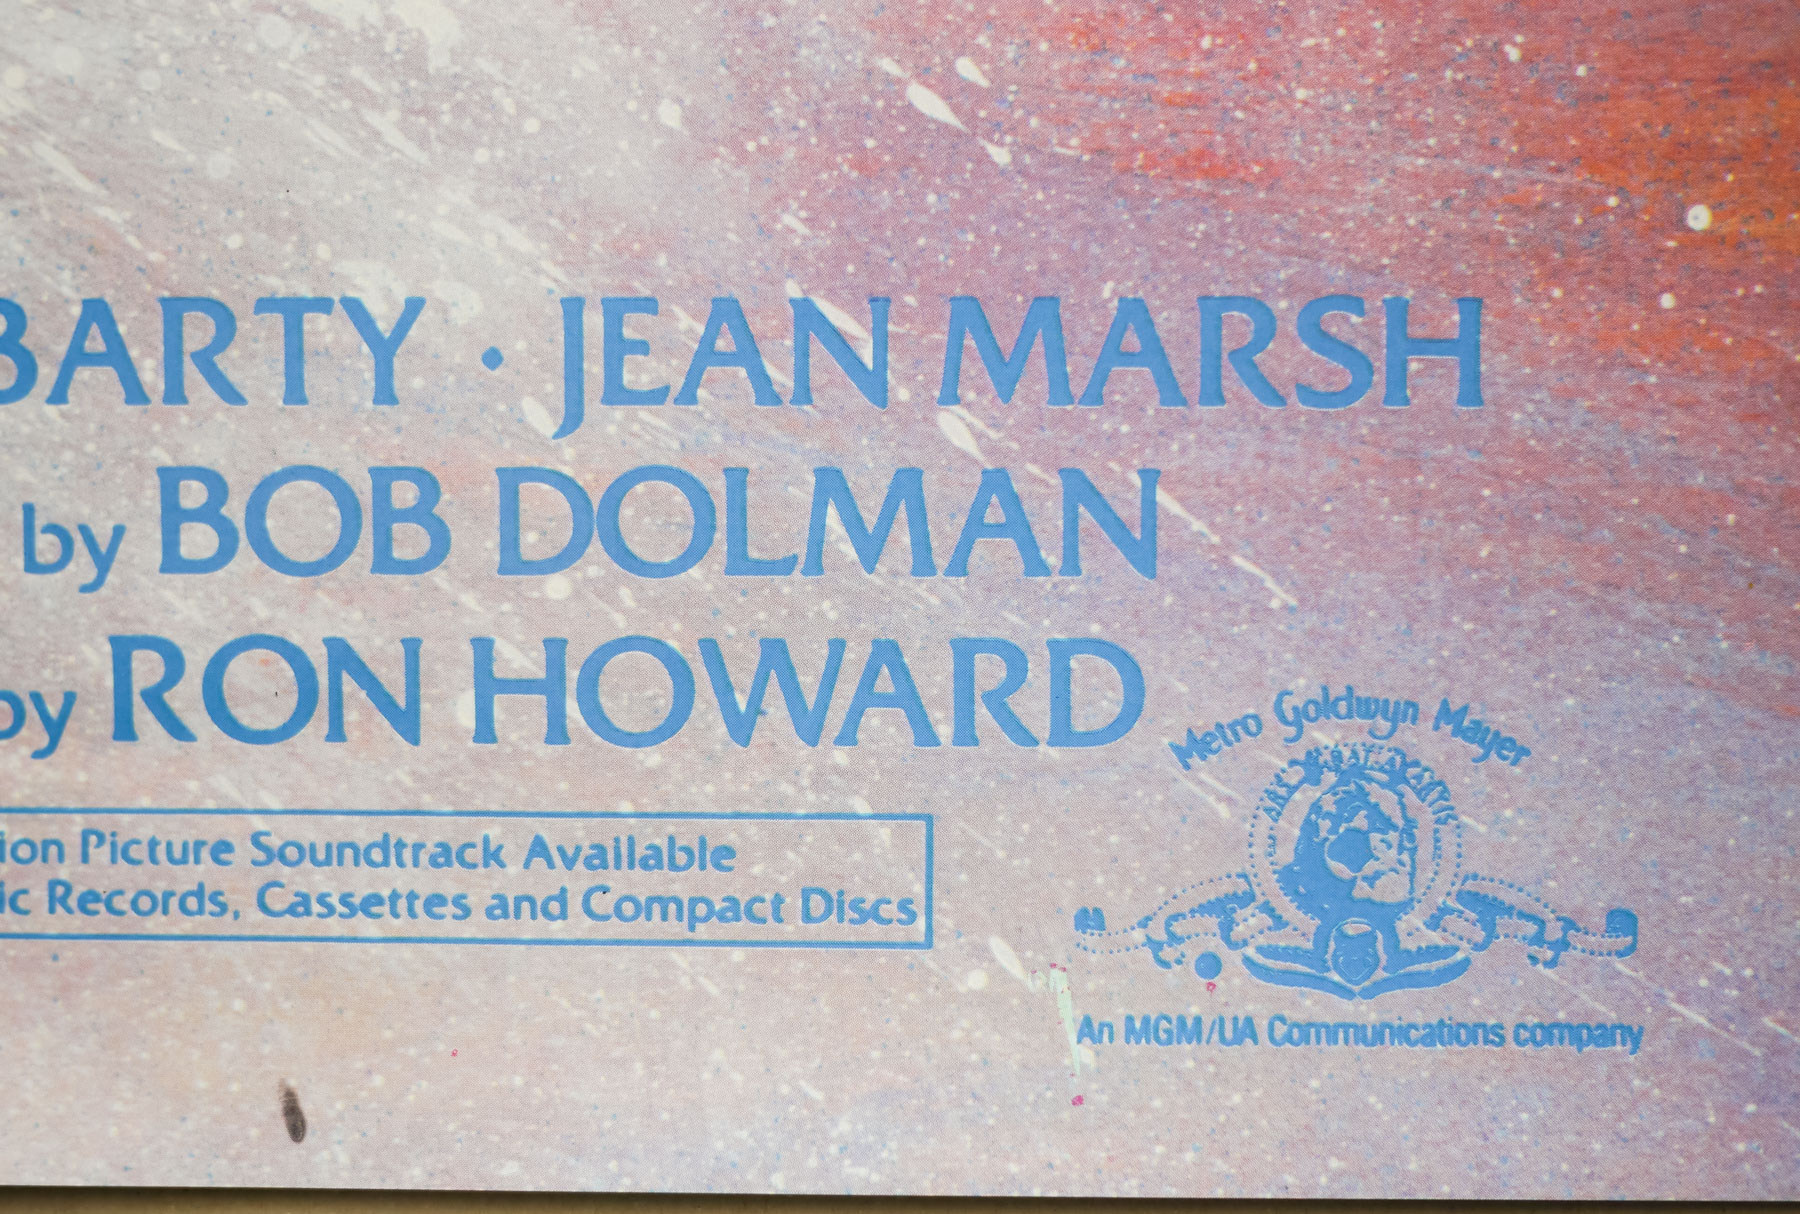 BARTY · JEAN MARSH
by BOB DOLMAN
by RON HOWARD
Metro Goldwyn Mayer
ARS GRATIA ARTIS
ion Picture Soundtrack Available
ic Records, Cassettes and Compact Discs
An MGM/UA Communications company